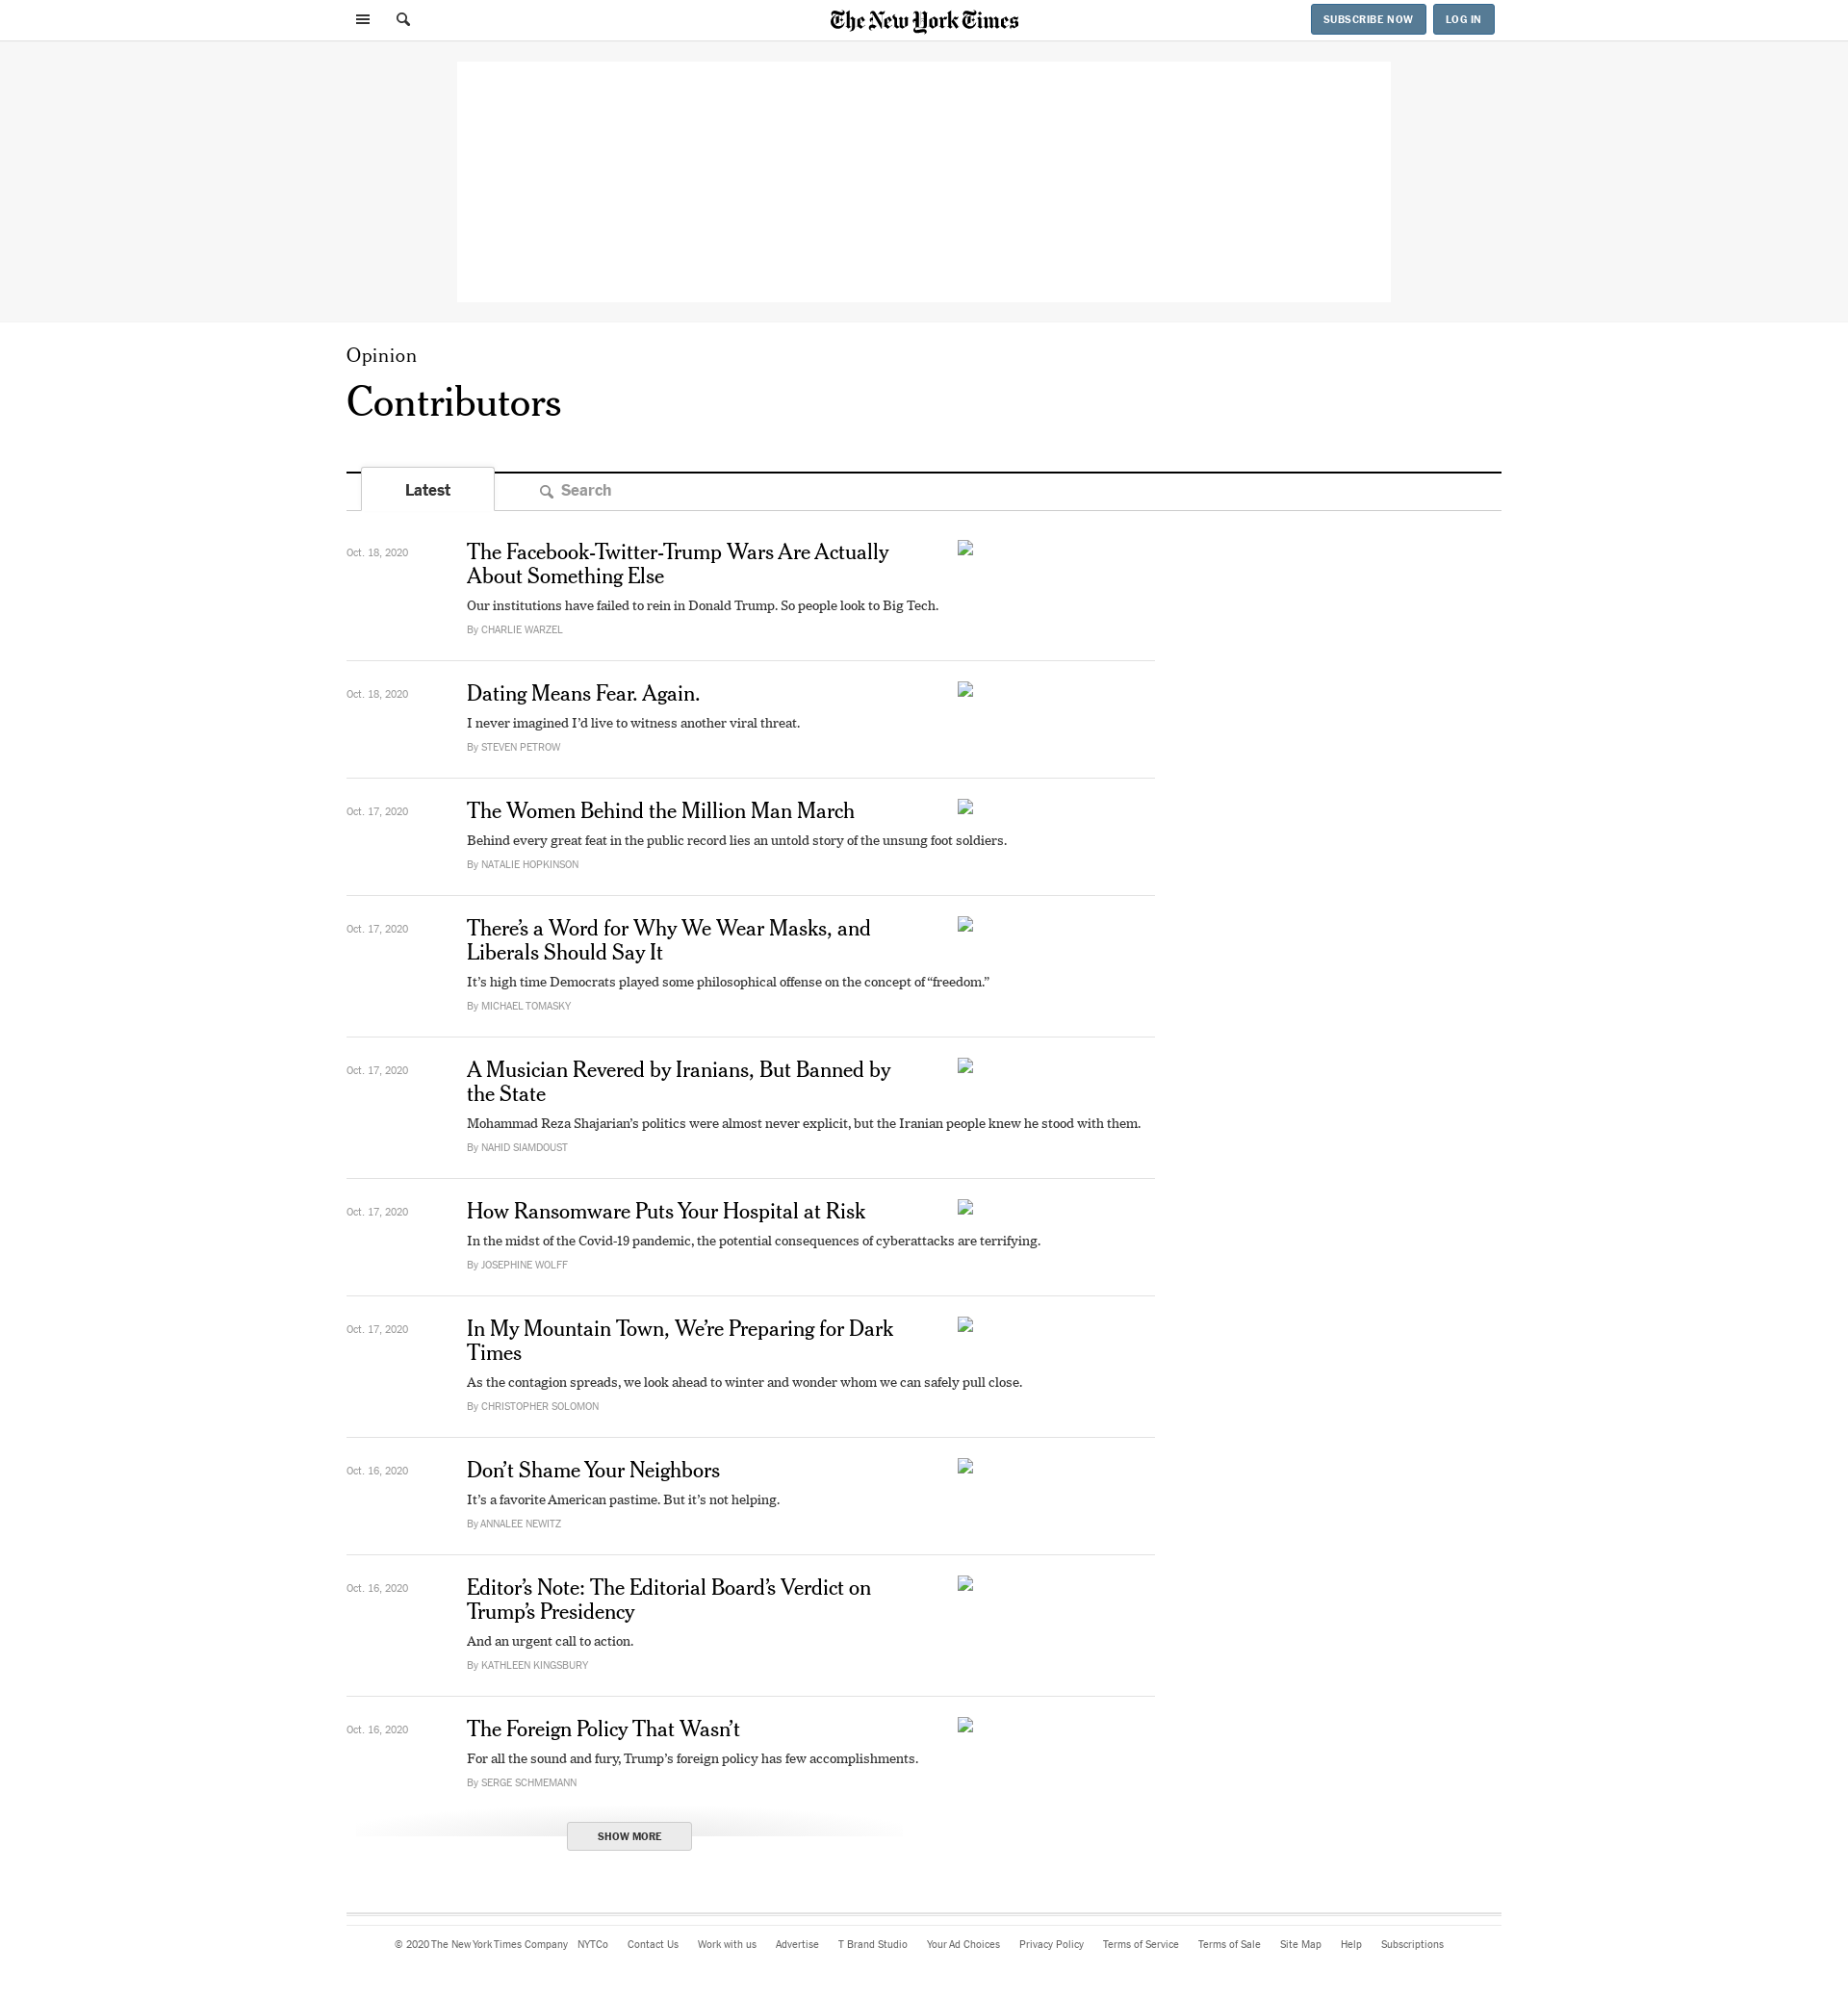 The New York Times
SUBSCRIBE NOW
LOG IN
Opinion
Contributors
Latest
Search
Oct. 18, 2020
The Facebook-Twitter-Trump Wars Are Actually
About Something Else
Our institutions have failed to rein in Donald Trump. So people look to Big Tech.
By CHARLIE WARZEL
Oct. 18, 2020
Dating Means Fear. Again.
I never imagined I’d live to witness another viral threat.
By STEVEN PETROW
Oct. 17, 2020
The Women Behind the Million Man March
Behind every great feat in the public record lies an untold story of the unsung foot soldiers.
By NATALIE HOPKINSON
Oct. 17, 2020
There’s a Word for Why We Wear Masks, and
Liberals Should Say It
It’s high time Democrats played some philosophical offense on the concept of “freedom.”
By MICHAEL TOMASKY
Oct. 17, 2020
A Musician Revered by Iranians, But Banned by
the State
Mohammad Reza Shajarian’s politics were almost never explicit, but the Iranian people knew he stood with them.
By NAHID SIAMDOUST
Oct. 17, 2020
How Ransomware Puts Your Hospital at Risk
In the midst of the Covid-19 pandemic, the potential consequences of cyberattacks are terrifying.
By JOSEPHINE WOLFF
Oct. 17, 2020
In My Mountain Town, We’re Preparing for Dark
Times
As the contagion spreads, we look ahead to winter and wonder whom we can safely pull close.
By CHRISTOPHER SOLOMON
Oct. 16, 2020
Don’t Shame Your Neighbors
It’s a favorite American pastime. But it’s not helping.
By ANNALEE NEWITZ
Oct. 16, 2020
Editor’s Note: The Editorial Board’s Verdict on
Trump’s Presidency
And an urgent call to action.
By KATHLEEN KINGSBURY
Oct. 16, 2020
The Foreign Policy That Wasn’t
For all the sound and fury, Trump’s foreign policy has few accomplishments.
By SERGE SCHMEMANN
SHOW MORE
© 2020 The New York Times Company NYTCo Contact Us Work with us Advertise T Brand Studio Your Ad Choices Privacy Policy Terms of Service Terms of Sale Site Map Help Subscriptions